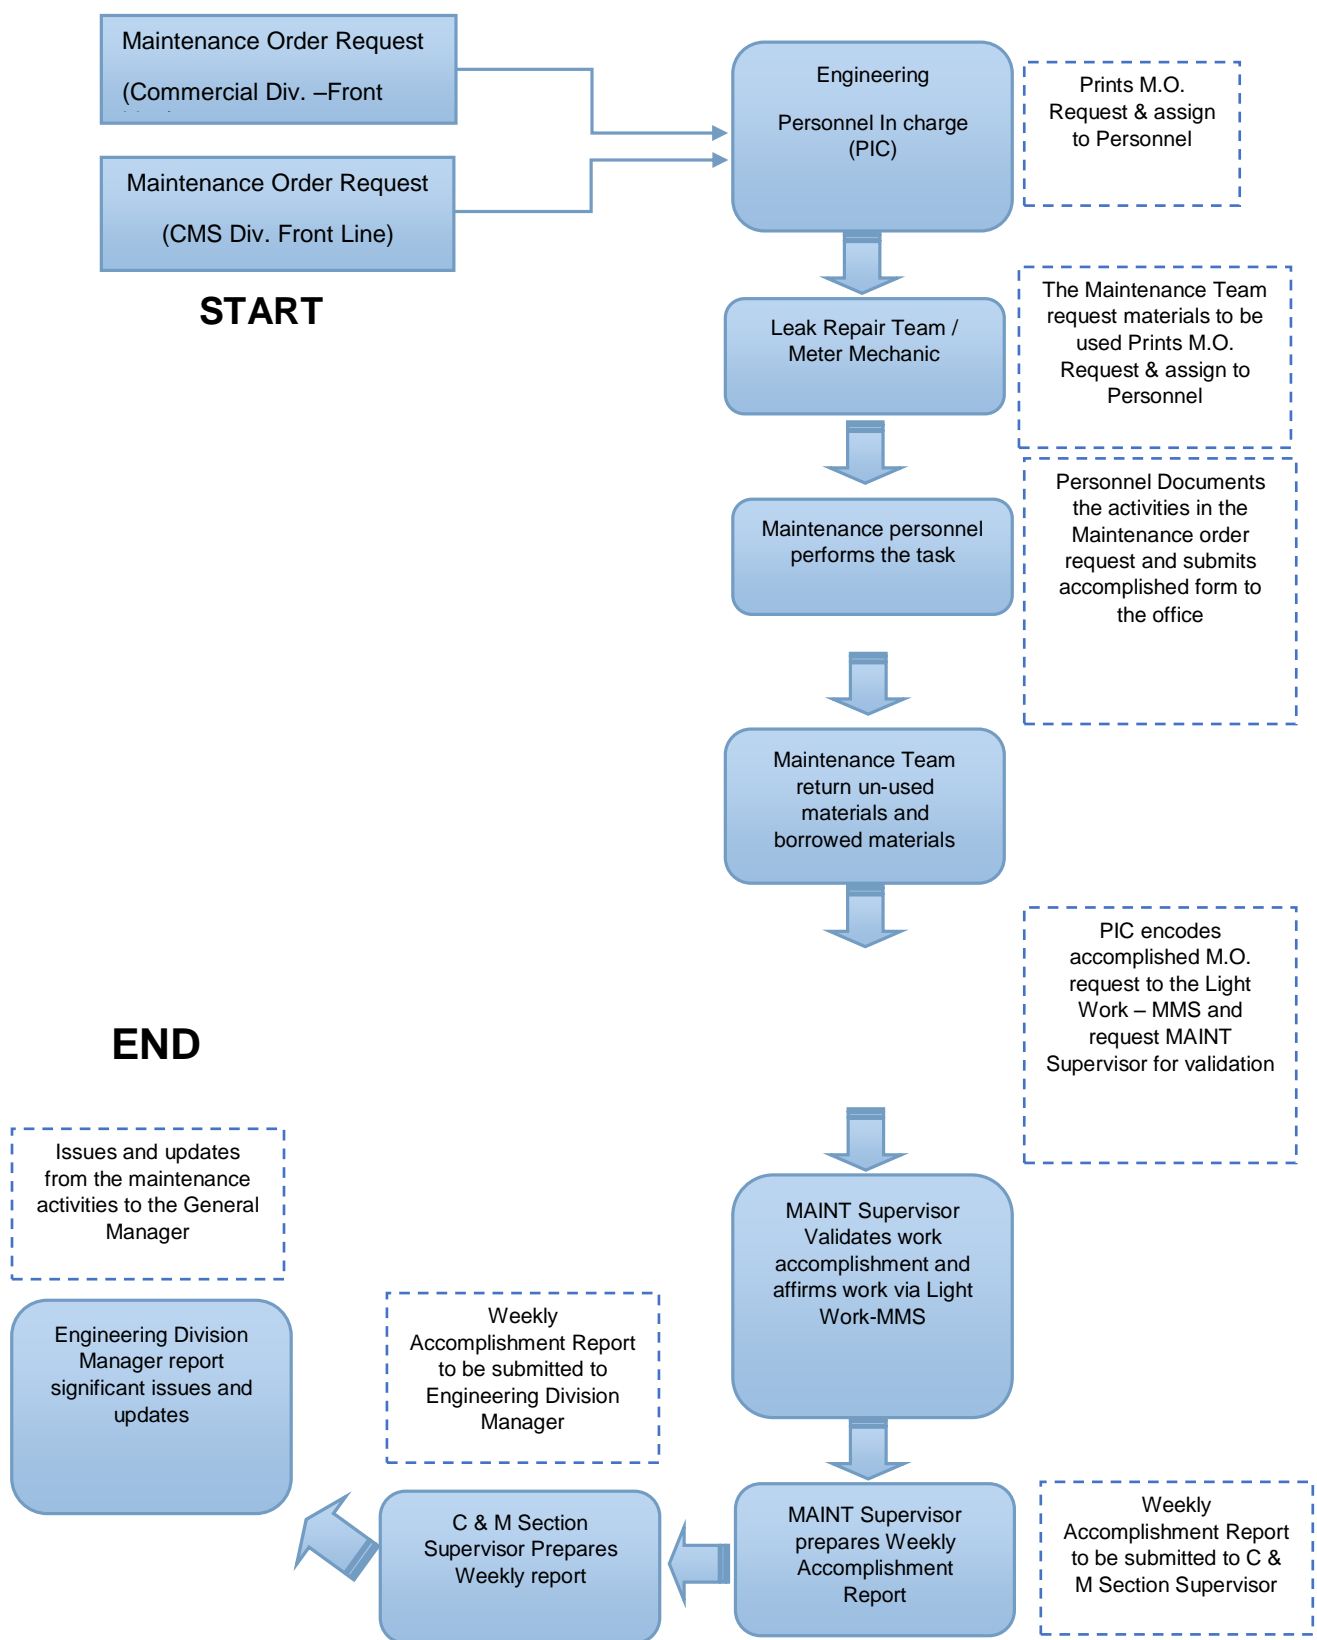 Maintenance Order Request
(Commercial Div. –Front
Maintenance Order Request
(CMS Div. Front Line)
START
Engineering
Personnel In charge
(PIC)
Prints M.O.
Request & assign
to Personnel
Leak Repair Team /
Meter Mechanic
The Maintenance Team
request materials to be
used Prints M.O.
Request & assign to
Personnel
Maintenance personnel
performs the task
Personnel Documents
the activities in the
Maintenance order
request and submits
accomplished form to
the office
Maintenance Team
return un-used
materials and
borrowed materials
PIC encodes
accomplished M.O.
request to the Light
Work – MMS and
request MAINT
Supervisor for validation
MAINT Supervisor
Validates work
accomplishment and
affirms work via Light
Work-MMS
MAINT Supervisor
prepares Weekly
Accomplishment
Report
Weekly
Accomplishment Report
to be submitted to C &
M Section Supervisor
C & M Section
Supervisor Prepares
Weekly report
Weekly
Accomplishment Report
to be submitted to
Engineering Division
Manager
END
Issues and updates
from the maintenance
activities to the General
Manager
Engineering Division
Manager report
significant issues and
updates